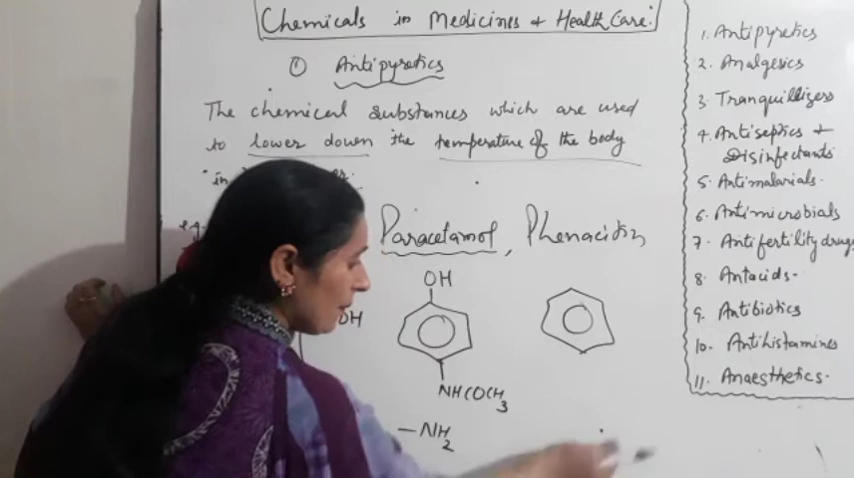 Chemicals in Medicines & HealthCare:
① Antipyretics
The chemical substances which are used
to lower down the temperature of the body
in
e.g.
Paracetamol, Phenacitin
OH
OH
NHCOCH3
-NH2
1. Antipyretics
2. Analgesics
3. Tranquillizers
4. Antiseptics &
Disinfectants
5. Antimalarials.
6. Antimicrobials
7. Antifertility drugs
8. Antacids-
9. Antibiotics
10. Antihistamines
11. Anaesthetics.